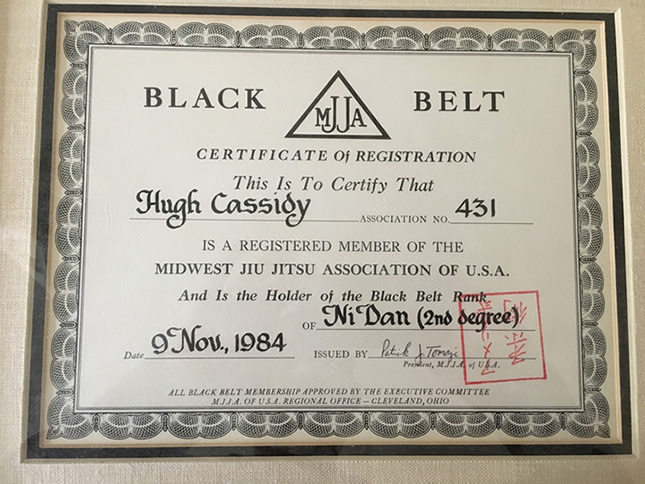 BLACK MJJA BELT
CERTIFICATE Of REGISTRATION
This Is To Certify That
Hugh Cassidy ASSOCIATION NO. 431
IS A REGISTERED MEMBER OF THE
MIDWEST JIU JITSU ASSOCIATION OF U.S.A.
And Is the Holder of the Black Belt Rank
OF Ni Dan (2nd degree)
Date 9 Nov., 1984 ISSUED BY Patrick J. Tomazi
President, M.J.J.A. of U.S.A.
ALL BLACK BELT MEMBERSHIP APPROVED BY THE EXECUTIVE COMMITTEE
M.J.J.A. OF U.S.A. REGIONAL OFFICE – CLEVELAND, OHIO